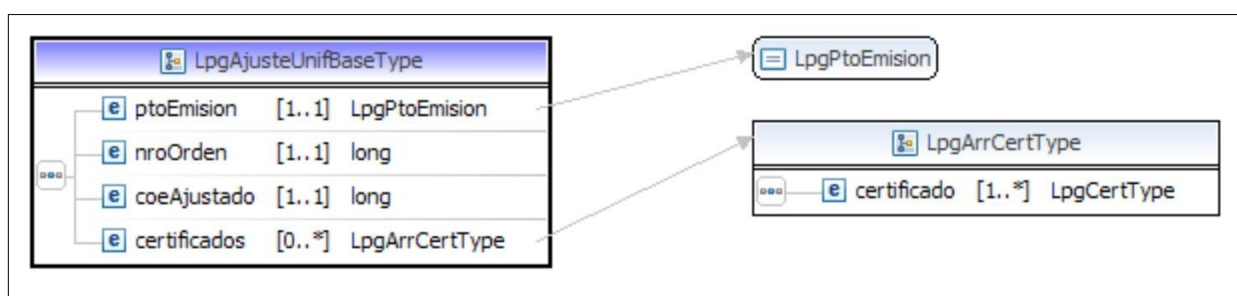 LpgAjusteUnifBaseType
e ptoEmision [1..1] LpgPtoEmision
e nroOrden [1..1] long
e coeAjustado [1..1] long
e certificados [0..*] LpgArrCertType
LpgPtoEmision
LpgArrCertType
e certificado [1..*] LpgCertType